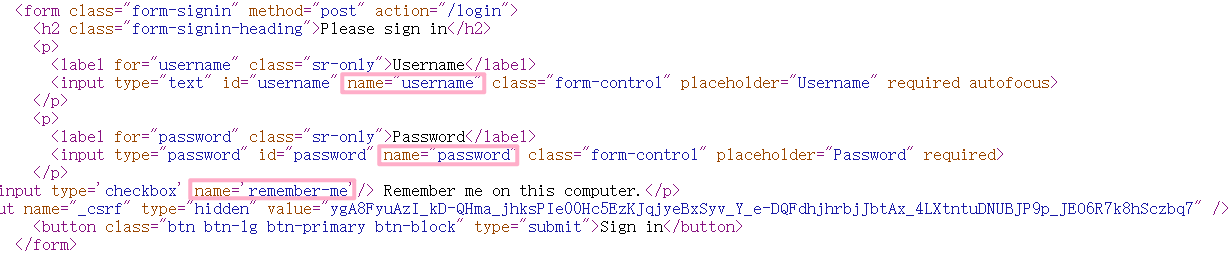 <form class="form-signin" method="post" action="/login">
<h2 class="form-signin-heading">Please sign in</h2>
<p>
<label for="username" class="sr-only">Username</label>
<input type="text" id="username" name="username" class="form-control" placeholder="Username" required autofocus>
</p>
<p>
<label for="password" class="sr-only">Password</label>
<input type="password" id="password" name="password" class="form-control" placeholder="Password" required>
</p>
input type='checkbox' name='remember-me'/> Remember me on this computer.</p>
ut name="_csrf" type="hidden" value="ygA8FyuAzI_kD-QHma_jhksPIe00Hc5EzKJqjyeBxSyv_Y_e-DQFdhjhrbjJbtAx_4LXtntuDNUBJP9p_JE06R7k8hSczbq7" />
<button class="btn btn-lg btn-primary btn-block" type="submit">Sign in</button>
</form>